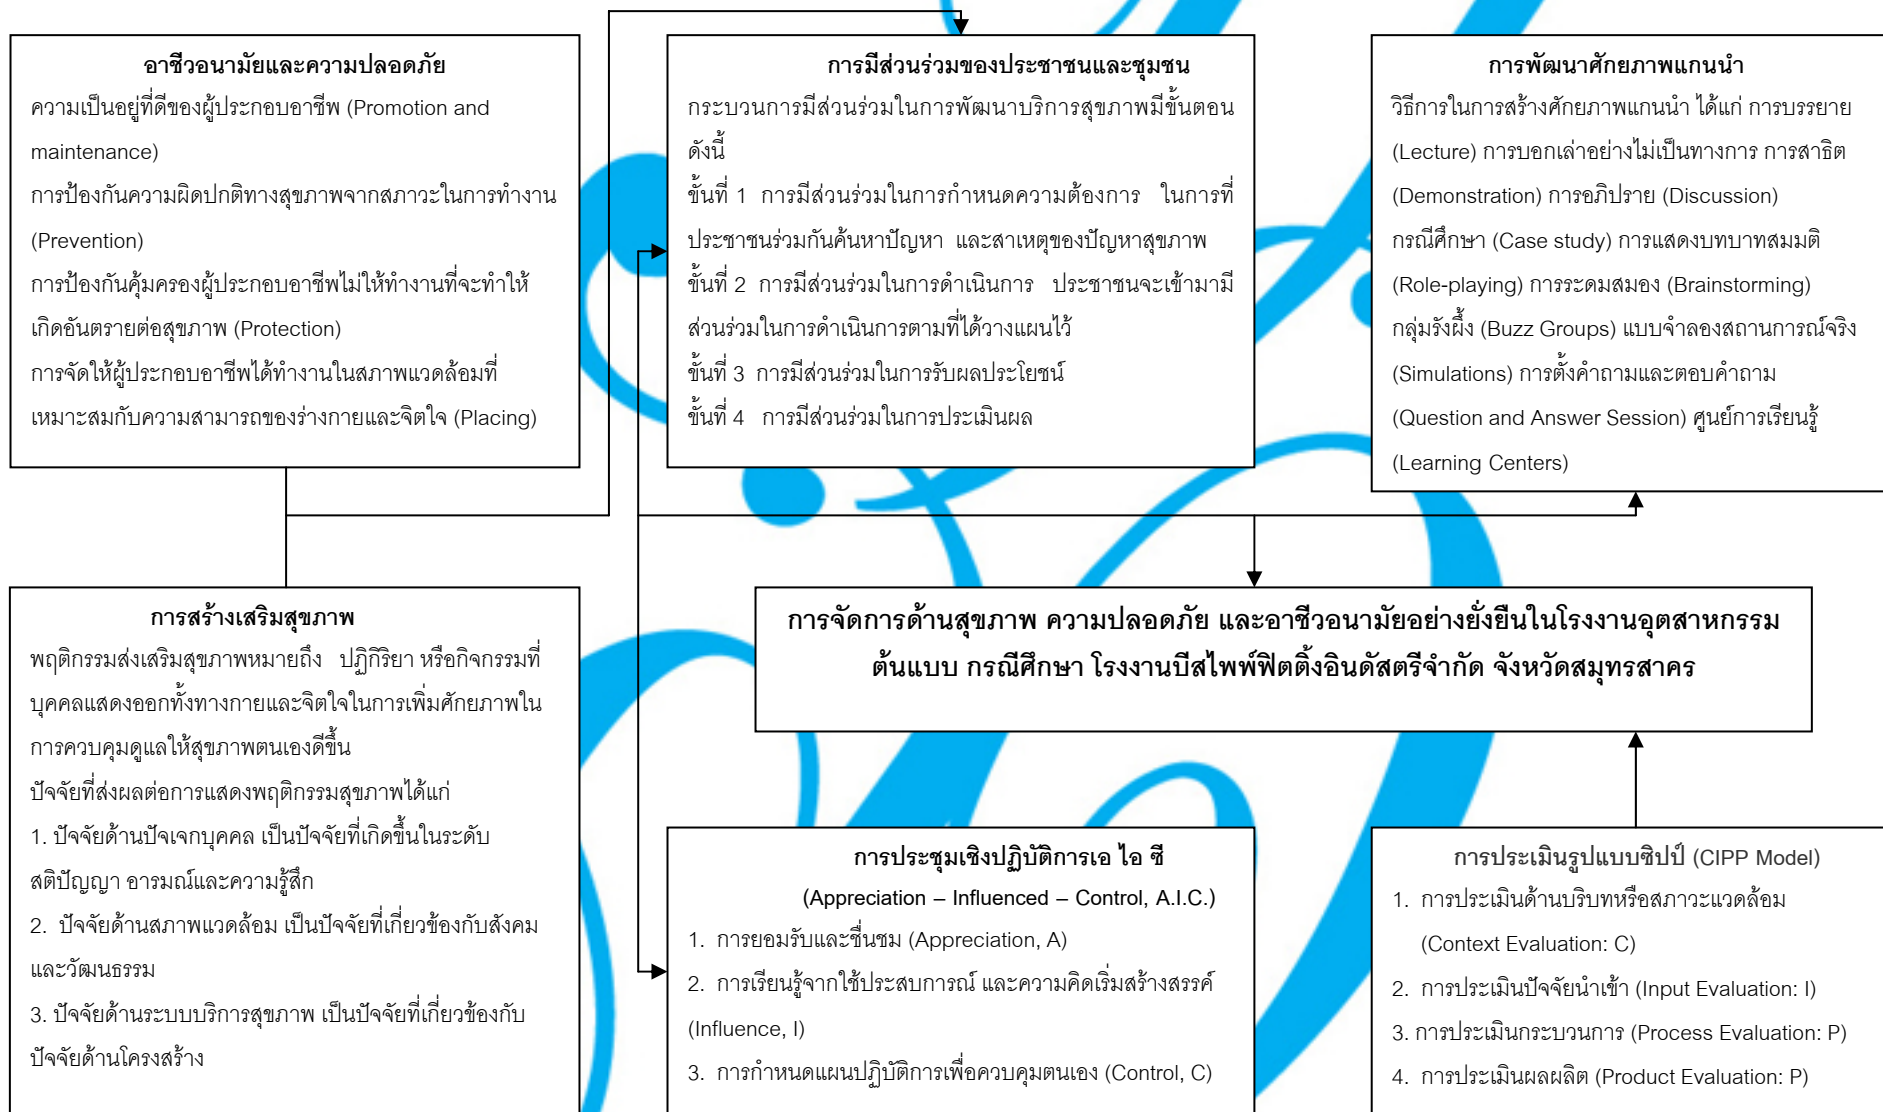 อาชีวอนามัยและความปลอดภัย
ความเป็นอยู่ที่ดีของผู้ประกอบอาชีพ (Promotion and
maintenance)
การป้องกันความผิดปกติทางสุขภาพจากสภาวะในการทำงาน
(Prevention)
การป้องกันคุ้มครองผู้ประกอบอาชีพไม่ให้ทำงานที่จะทำให้
เกิดอันตรายต่อสุขภาพ (Protection)
การจัดให้ผู้ประกอบอาชีพได้ทำงานในสภาพแวดล้อมที่
เหมาะสมกับความสามารถของร่างกายและจิตใจ (Placing)
การมีส่วนร่วมของประชาชนและชุมชน
กระบวนการมีส่วนร่วมในการพัฒนาบริการสุขภาพมีขั้นตอน
ดังนี้
ขั้นที่ 1 การมีส่วนร่วมในการกำหนดความต้องการ ในการที่
ประชาชนร่วมกันค้นหาปัญหา และสาเหตุของปัญหาสุขภาพ
ขั้นที่ 2 การมีส่วนร่วมในการดำเนินการ ประชาชนจะเข้ามามี
ส่วนร่วมในการดำเนินการตามที่ได้วางแผนไว้
ขั้นที่ 3 การมีส่วนร่วมในการรับผลประโยชน์
ขั้นที่ 4 การมีส่วนร่วมในการประเมินผล
การพัฒนาศักยภาพแกนนำ
วิธีการในการสร้างศักยภาพแกนนำ ได้แก่ การบรรยาย
(Lecture) การบอกเล่าอย่างไม่เป็นทางการ การสาธิต
(Demonstration) การอภิปราย (Discussion)
กรณีศึกษา (Case study) การแสดงบทบาทสมมติ
(Role-playing) การระดมสมอง (Brainstorming)
กลุ่มรังผึ้ง (Buzz Groups) แบบจำลองสถานการณ์จริง
(Simulations) การตั้งคำถามและตอบคำถาม
(Question and Answer Session) ศูนย์การเรียนรู้
(Learning Centers)
การสร้างเสริมสุขภาพ
พฤติกรรมส่งเสริมสุขภาพหมายถึง ปฏิกิริยา หรือกิจกรรมที่
บุคคลแสดงออกทั้งทางกายและจิตใจในการเพิ่มศักยภาพใน
การควบคุมดูแลให้สุขภาพตนเองดีขึ้น
ปัจจัยที่ส่งผลต่อการแสดงพฤติกรรมสุขภาพได้แก่
1. ปัจจัยด้านปัจเจกบุคคล เป็นปัจจัยที่เกิดขึ้นในระดับ
สติปัญญา อารมณ์และความรู้สึก
2. ปัจจัยด้านสภาพแวดล้อม เป็นปัจจัยที่เกี่ยวข้องกับสังคม
และวัฒนธรรม
3. ปัจจัยด้านระบบบริการสุขภาพ เป็นปัจจัยที่เกี่ยวข้องกับ
ปัจจัยด้านโครงสร้าง
การจัดการด้านสุขภาพ ความปลอดภัย และอาชีวอนามัยอย่างยั่งยืนในโรงงานอุตสาหกรรม
ต้นแบบ กรณีศึกษา โรงงานบีสไพพ์ฟิตติ้งอินดัสตรีจำกัด จังหวัดสมุทรสาคร
การประชุมเชิงปฏิบัติการเอ ไอ ซี
(Appreciation – Influenced – Control, A.I.C.)
1. การยอมรับและชื่นชม (Appreciation, A)
2. การเรียนรู้จากใช้ประสบการณ์ และความคิดเริ่มสร้างสรรค์
(Influence, I)
3. การกำหนดแผนปฏิบัติการเพื่อควบคุมตนเอง (Control, C)
การประเมินรูปแบบซิปป์ (CIPP Model)
1. การประเมินด้านบริบทหรือสภาวะแวดล้อม
(Context Evaluation: C)
2. การประเมินปัจจัยนำเข้า (Input Evaluation: I)
3. การประเมินกระบวนการ (Process Evaluation: P)
4. การประเมินผลผลิต (Product Evaluation: P)